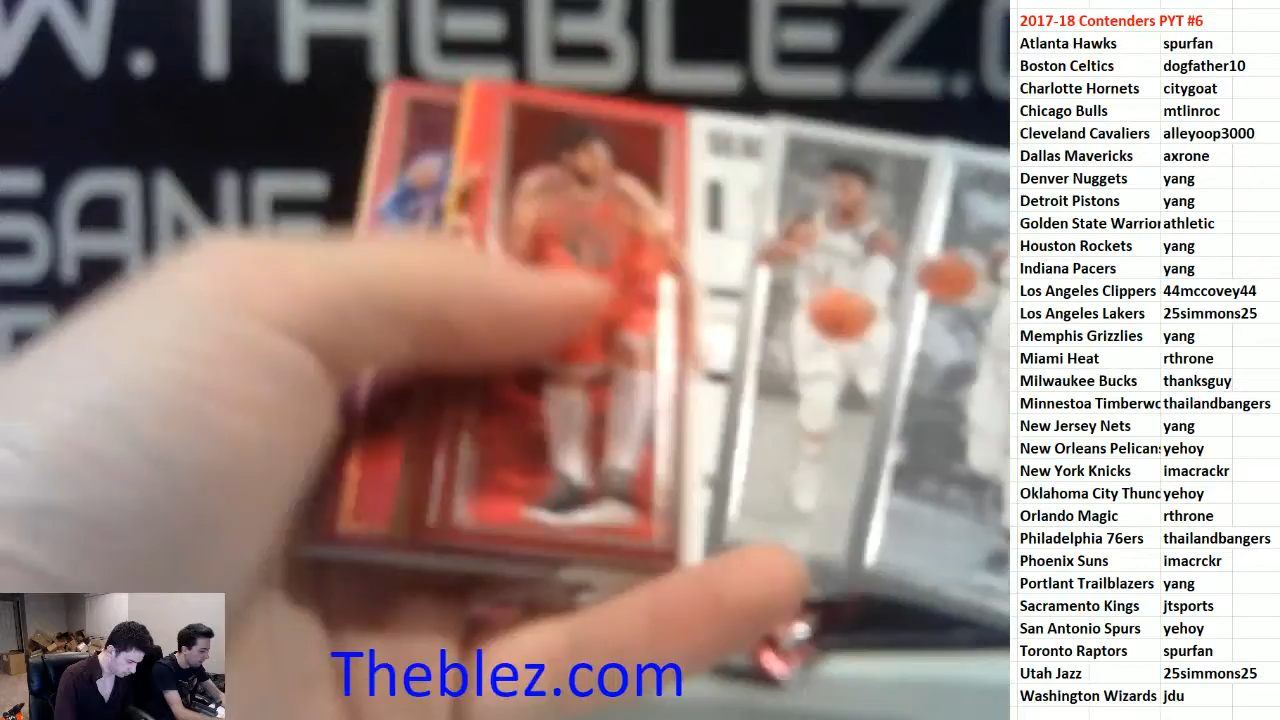 W.THEBLEZ.C
SANE
Theblez.com
2017-18 Contenders PYT #6
Atlanta Hawks spurfan
Boston Celtics dogfather10
Charlotte Hornets citygoat
Chicago Bulls mtlinroc
Cleveland Cavaliers alleyoop3000
Dallas Mavericks axrone
Denver Nuggets yang
Detroit Pistons yang
Golden State Warrior athletic
Houston Rockets yang
Indiana Pacers yang
Los Angeles Clippers 44mccovey44
Los Angeles Lakers 25simmons25
Memphis Grizzlies yang
Miami Heat rthrone
Milwaukee Bucks thanksguy
Minnestoa Timberwo thailandbangers
New Jersey Nets yang
New Orleans Pelicans yehoy
New York Knicks imacrackr
Oklahoma City Thund yehoy
Orlando Magic rthrone
Philadelphia 76ers thailandbangers
Phoenix Suns imacrckr
Portlant Trailblazers yang
Sacramento Kings jtsports
San Antonio Spurs yehoy
Toronto Raptors spurfan
Utah Jazz 25simmons25
Washington Wizards jdu